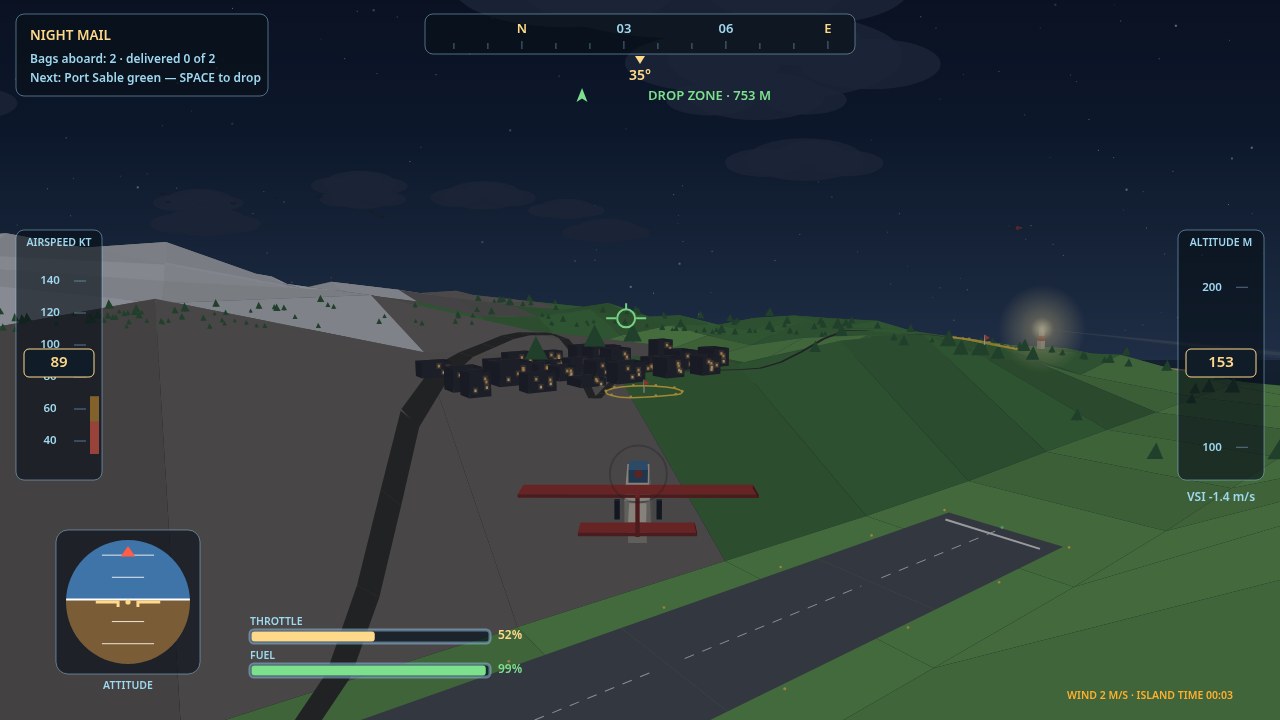 NIGHT MAIL
Bags aboard: 2 · delivered 0 of 2
Next: Port Sable green — SPACE to drop
N 03 06 E
35°
DROP ZONE · 753 M
AIRSPEED KT
140
120
100
89
60
40
ALTITUDE M
200
153
100
VSI -1.4 m/s
ATTITUDE
THROTTLE
52%
FUEL
99%
WIND 2 M/S · ISLAND TIME 00:03